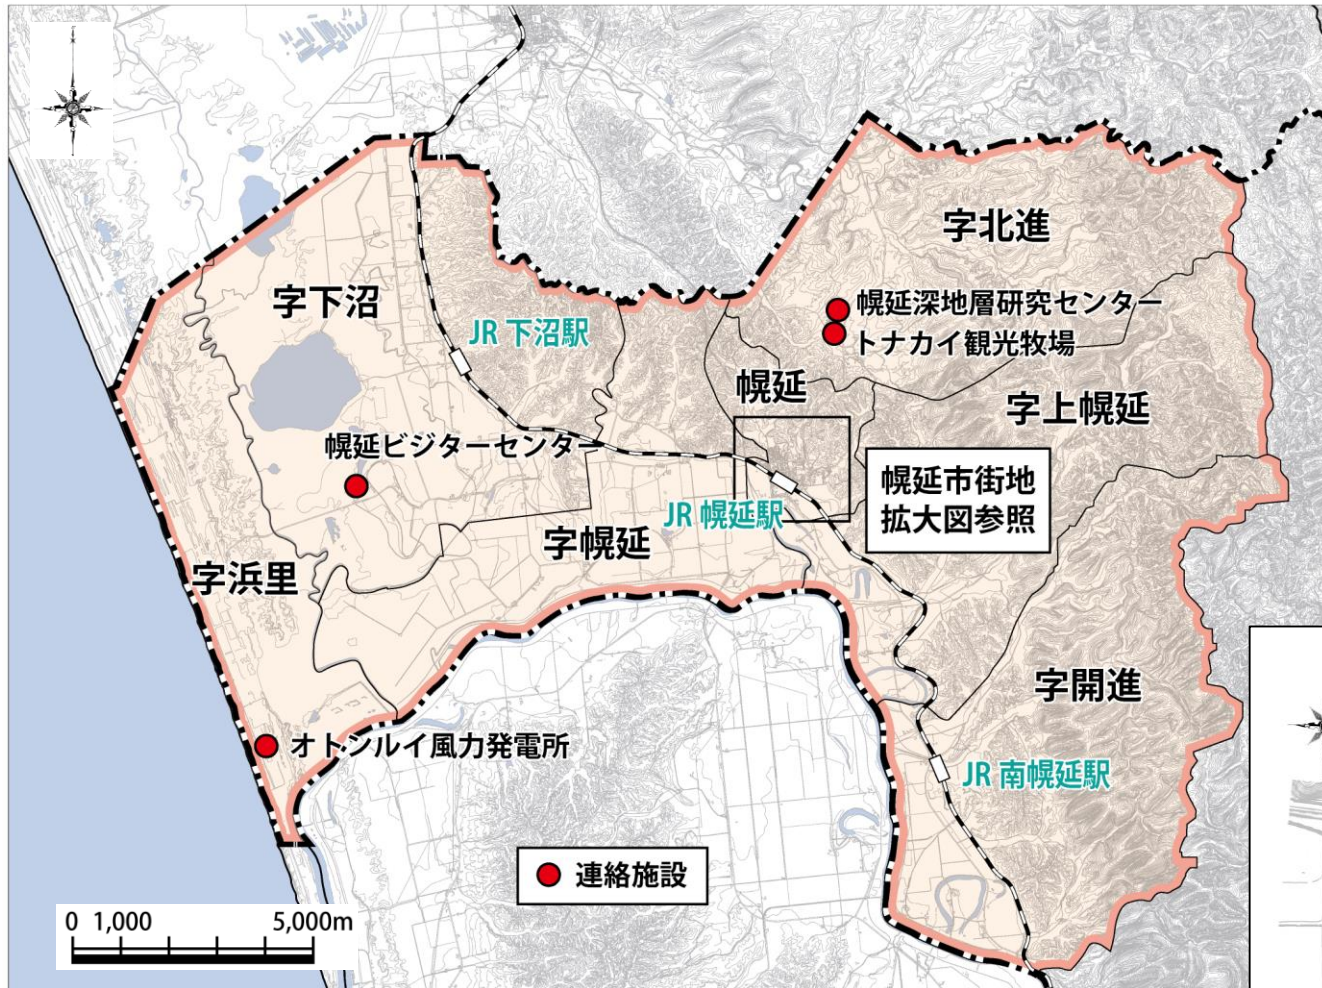 字北進
幌延深地層研究センター
トナカイ観光牧場
字下沼
JR 下沼駅
幌延
字上幌延
幌延ビジターセンター
幌延市街地
拡大図参照
JR 幌延駅
字幌延
字浜里
字開進
オトンルイ風力発電所
JR 南幌延駅
連絡施設
0 1,000 5,000m